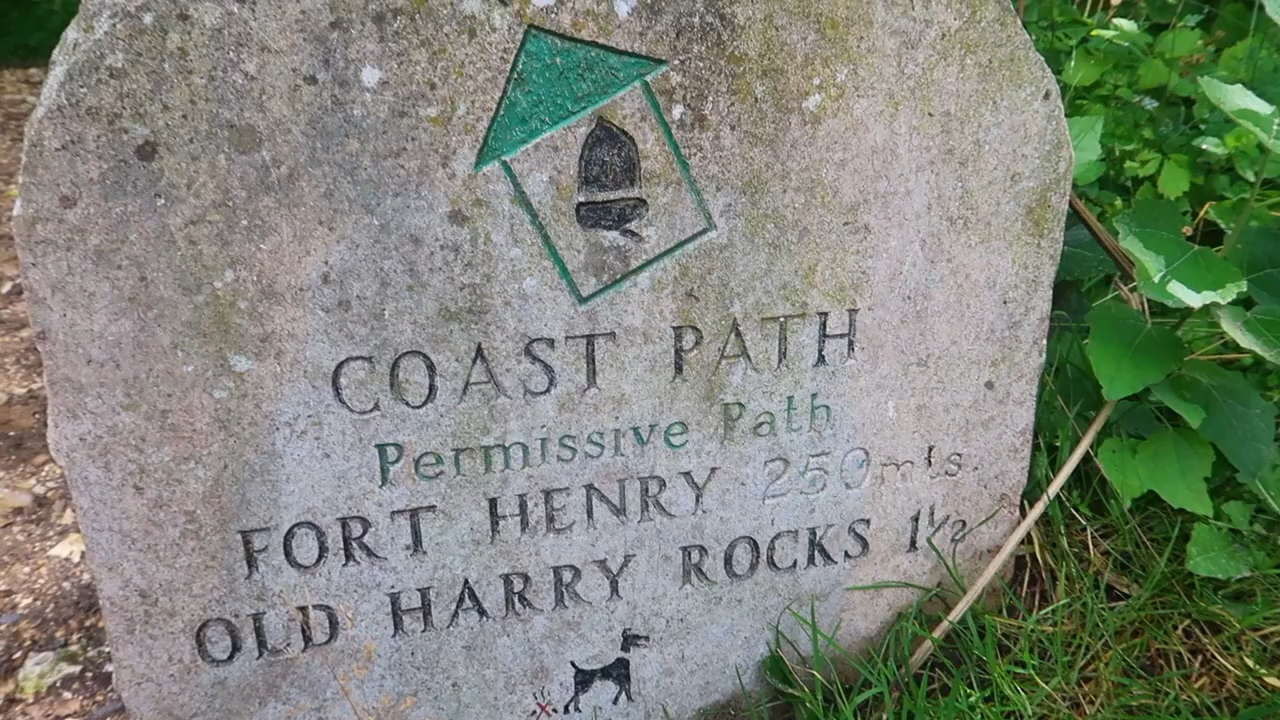 COAST PATH
Permissive Path
FORT HENRY 250mts.
OLD HARRY ROCKS 1½